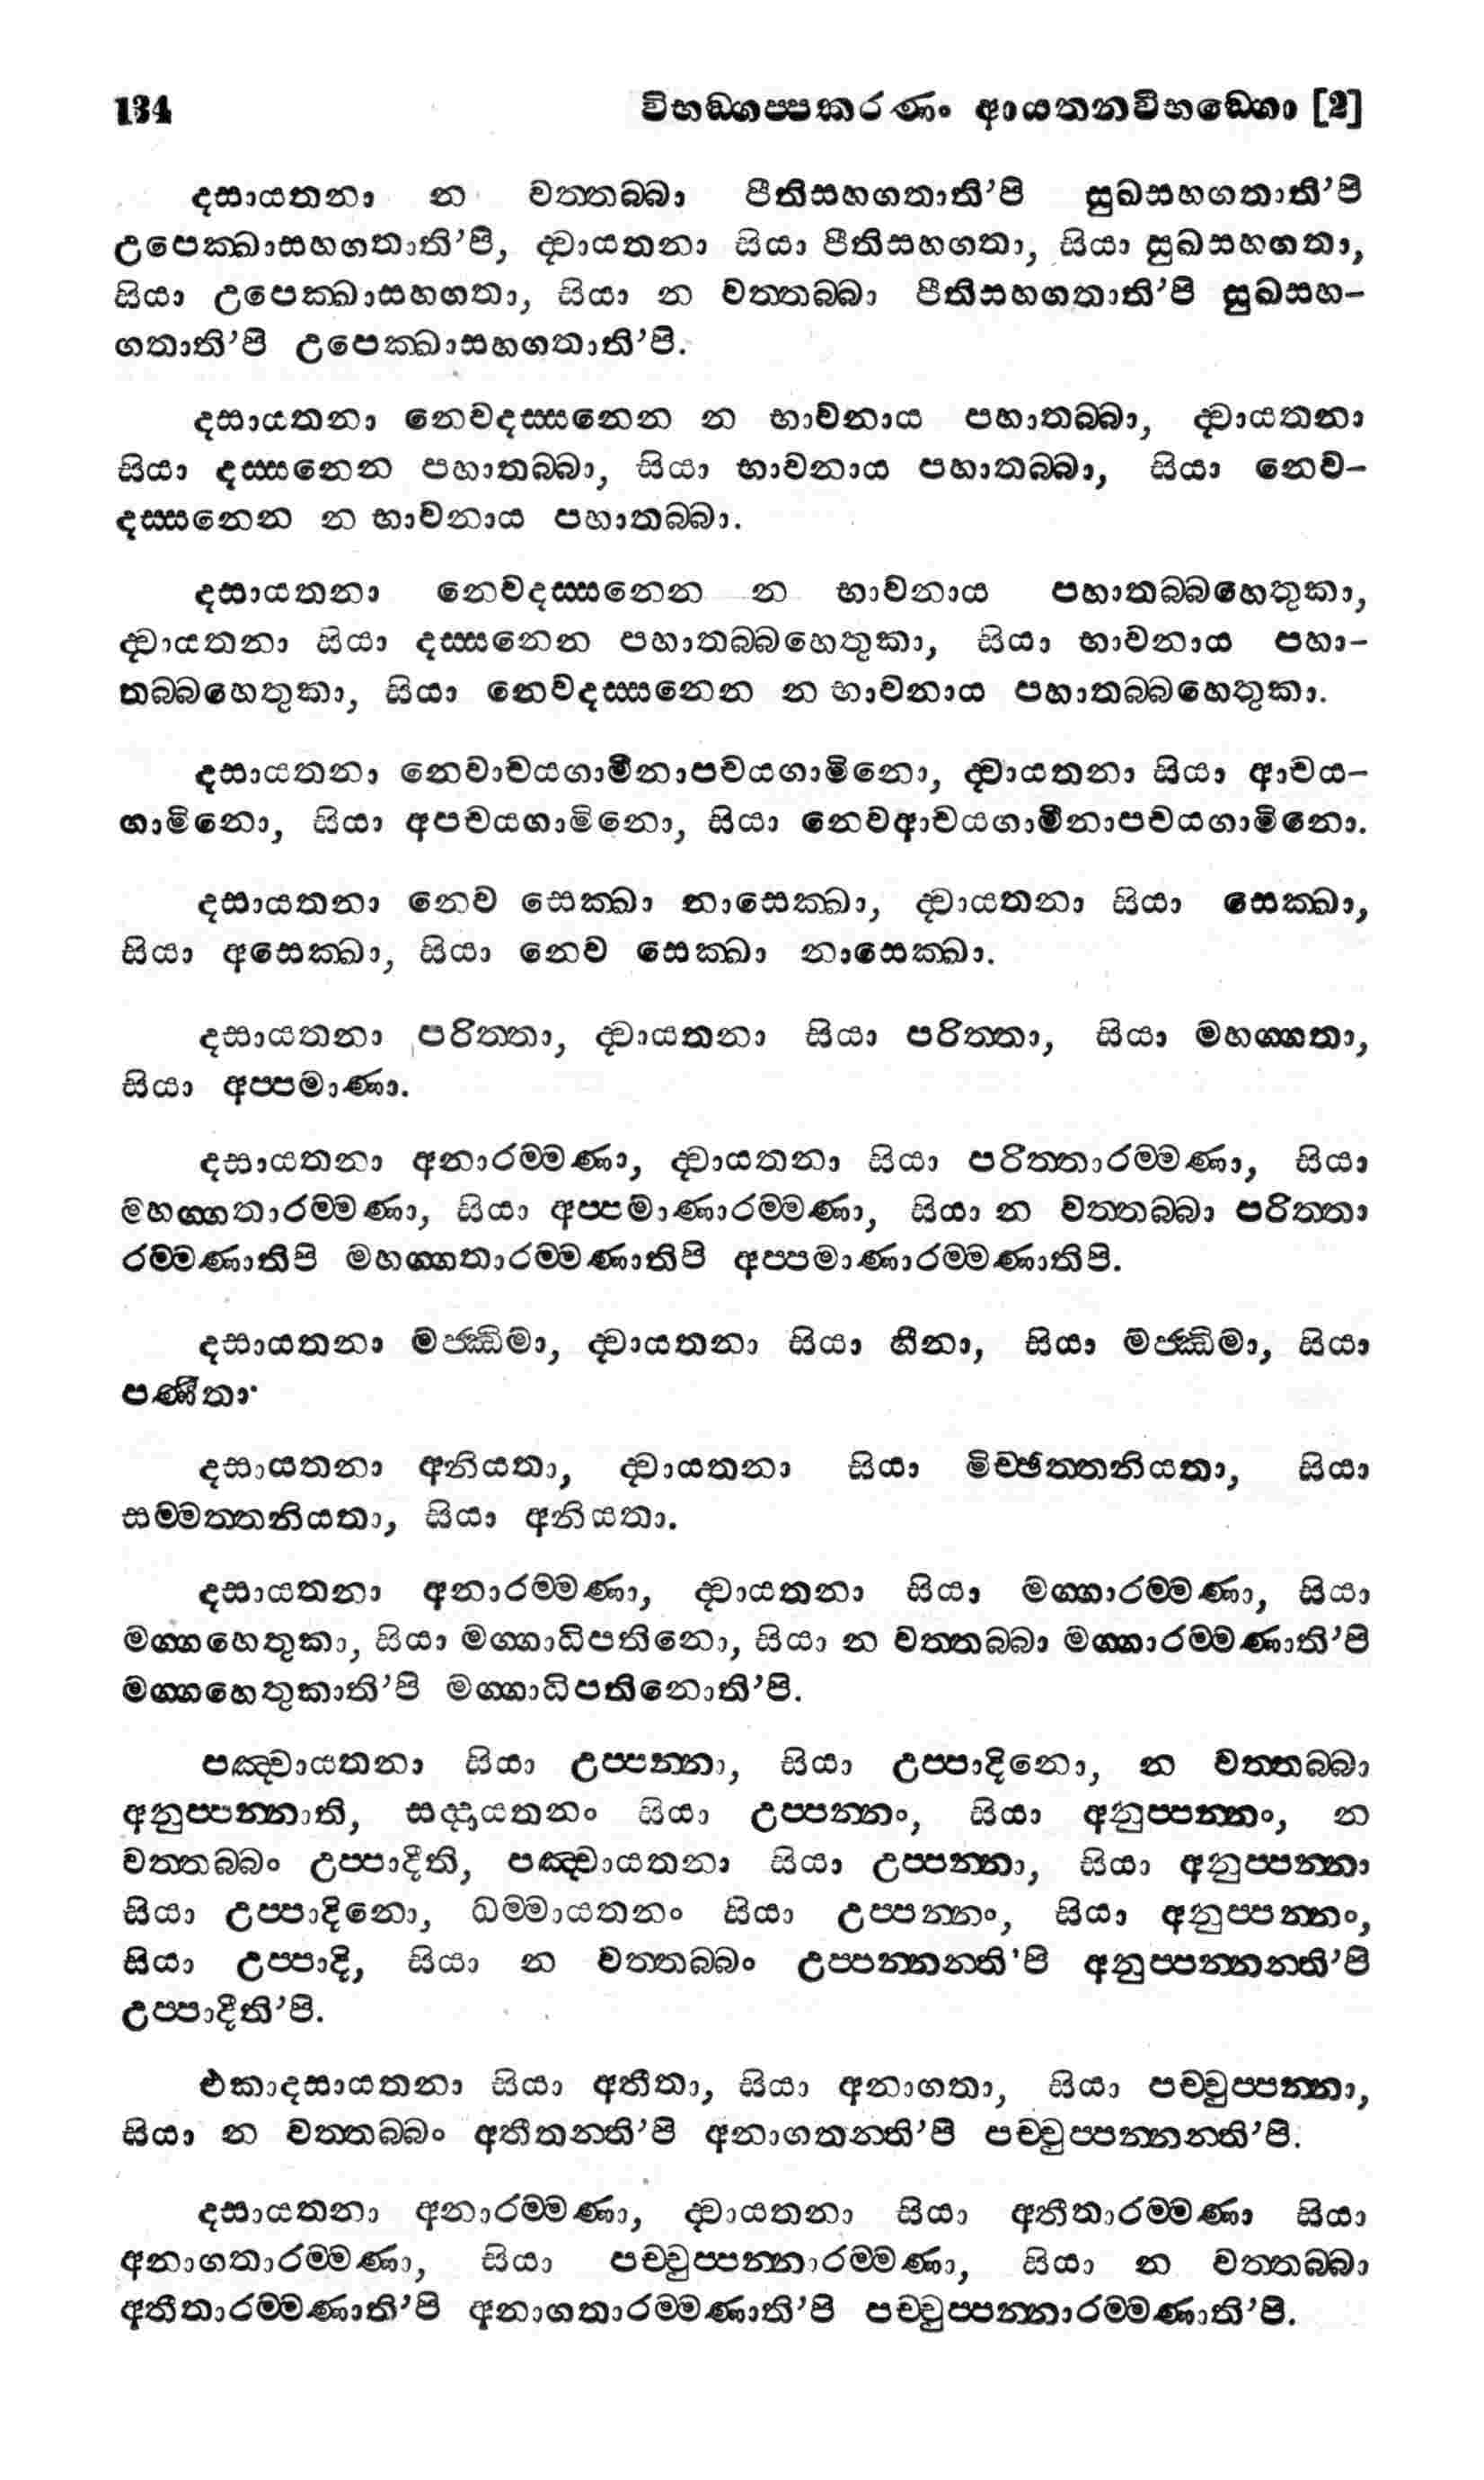 134 විභඞ්ගප්පකරණං ආයතනවිභඞ්ගො [2]
දසායතනා න වත්තබ්බා පීතිසහගතාති’පි සුඛසහගතාති’පි
උපෙක්ඛාසහගතාති’පි, ද්වායතනා සියා පීතිසහගතා, සියා සුඛසහගතා,
සියා උපෙක්ඛාසහගතා, සියා න වත්තබ්බා පීතිසහගතාති’පි සුඛසහ-
ගතාති’පි උපෙක්ඛාසහගතාති’පි.
දසායතනා නෙවදස්සනෙන න භාවනාය පහාතබ්බා, ද්වායතනා
සියා දස්සනෙන පහාතබ්බා, සියා භාවනාය පහාතබ්බා, සියා නෙව-
දස්සනෙන න භාවනාය පහාතබ්බා.
දසායතනා නෙවදස්සනෙන න භාවනාය පහාතබ්බහෙතුකා,
ද්වායතනා සියා දස්සනෙන පහාතබ්බහෙතුකා, සියා භාවනාය පහා-
තබ්බහෙතුකා, සියා නෙවදස්සනෙන න භාවනාය පහාතබ්බහෙතුකා.
දසායතනා නෙවාචයගාමීනාපචයගාමිනො, ද්වායතනා සියා ආචය-
ගාමිනො, සියා අපචයගාමිනො, සියා නෙවආචයගාමීනාපචයගාමිනො.
දසායතනා නෙව සෙක්ඛා නාසෙක්ඛා, ද්වායතනා සියා සෙක්ඛා,
සියා අසෙක්ඛා, සියා නෙව සෙක්ඛා නාසෙක්ඛා.
දසායතනා පරිත්තා, ද්වායතනා සියා පරිත්තා, සියා මහග්ගතා,
සියා අප්පමාණා.
දසායතනා අනාරම්මණා, ද්වායතනා සියා පරිත්තාරම්මණා, සියා
මහග්ගතාරම්මණා, සියා අප්පමාණාරම්මණා, සියා න වත්තබ්බා පරිත්තා
රම්මණාතිපි මහග්ගතාරම්මණාතිපි අප්පමාණාරම්මණාතිපි.
දසායතනා මජ්ඣිමා, ද්වායතනා සියා හීනා, සියා මජ්ඣිමා, සියා
පණීතා.
දසායතනා අනියතා, ද්වායතනා සියා මිච්ඡත්තනියතා, සියා
සම්මත්තනියතා, සියා අනියතා.
දසායතනා අනාරම්මණා, ද්වායතනා සියා මග්ගාරම්මණා, සියා
මග්ගහෙතුකා, සියා මග්ගාධිපතිනො, සියා න වත්තබ්බා මග්ගාරම්මණාති’පි
මග්ගහෙතුකාති’පි මග්ගාධිපතිනොති’පි.
පඤ්චායතනා සියා උප්පන්නා, සියා උප්පාදිනො, න වත්තබ්බා
අනුප්පන්නාති, සද්දායතනං සියා උප්පන්නං, සියා අනුප්පන්නං, න
වත්තබ්බං උප්පාදීති, පඤ්චායතනා සියා උප්පන්නා, සියා අනුප්පන්නා
සියා උප්පාදිනො, ධම්මායතනං සියා උප්පන්නං, සියා අනුප්පන්නං,
සියා උප්පාදි, සියා න වත්තබ්බං උප්පන්නන්ති’පි අනුප්පන්නන්ති’පි
උප්පාදීති’පි.
එකාදසායතනා සියා අතීතා, සියා අනාගතා, සියා පච්චුප්පන්නා,
සියා න වත්තබ්බං අතීතන්ති’පි අනාගතන්ති’පි පච්චුප්පන්නන්ති’පි.
දසායතනා අනාරම්මණා, ද්වායතනා සියා අතීතාරම්මණා සියා
අනාගතාරම්මණා, සියා පච්චුප්පන්නාරම්මණා, සියා න වත්තබ්බා
අතීතාරම්මණාති’පි අනාගතාරම්මණාති’පි පච්චුප්පන්නාරම්මණාති’පි.